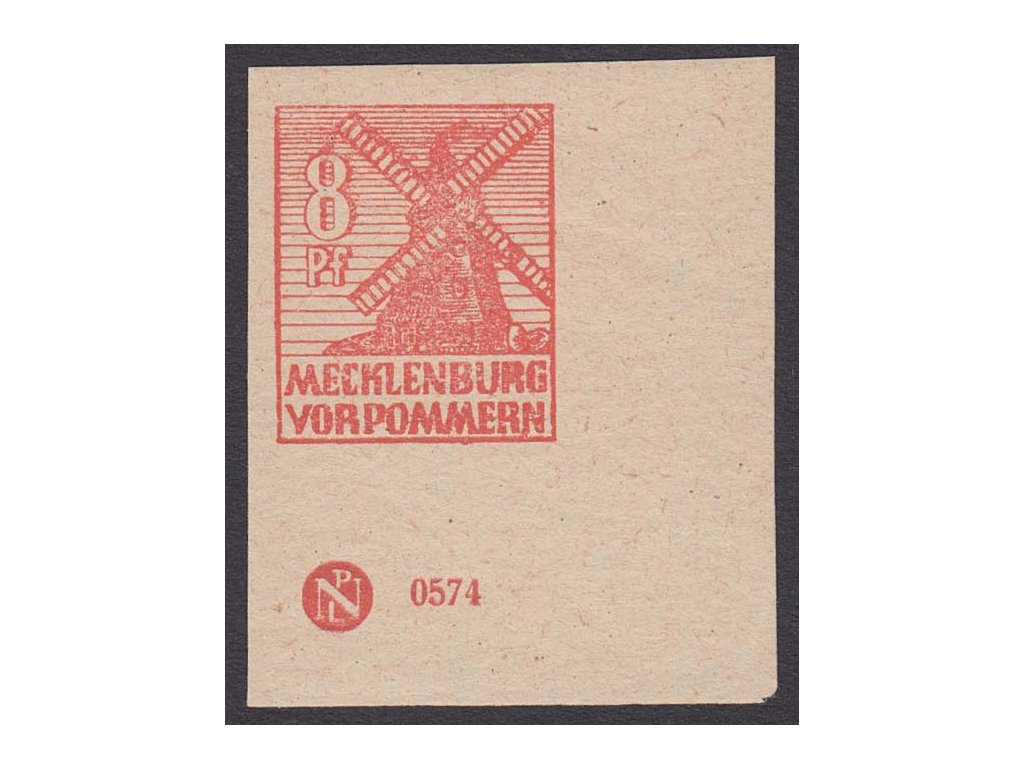 8
Pf
MECKLENBURG
VORPOMMERN
NPL 0574